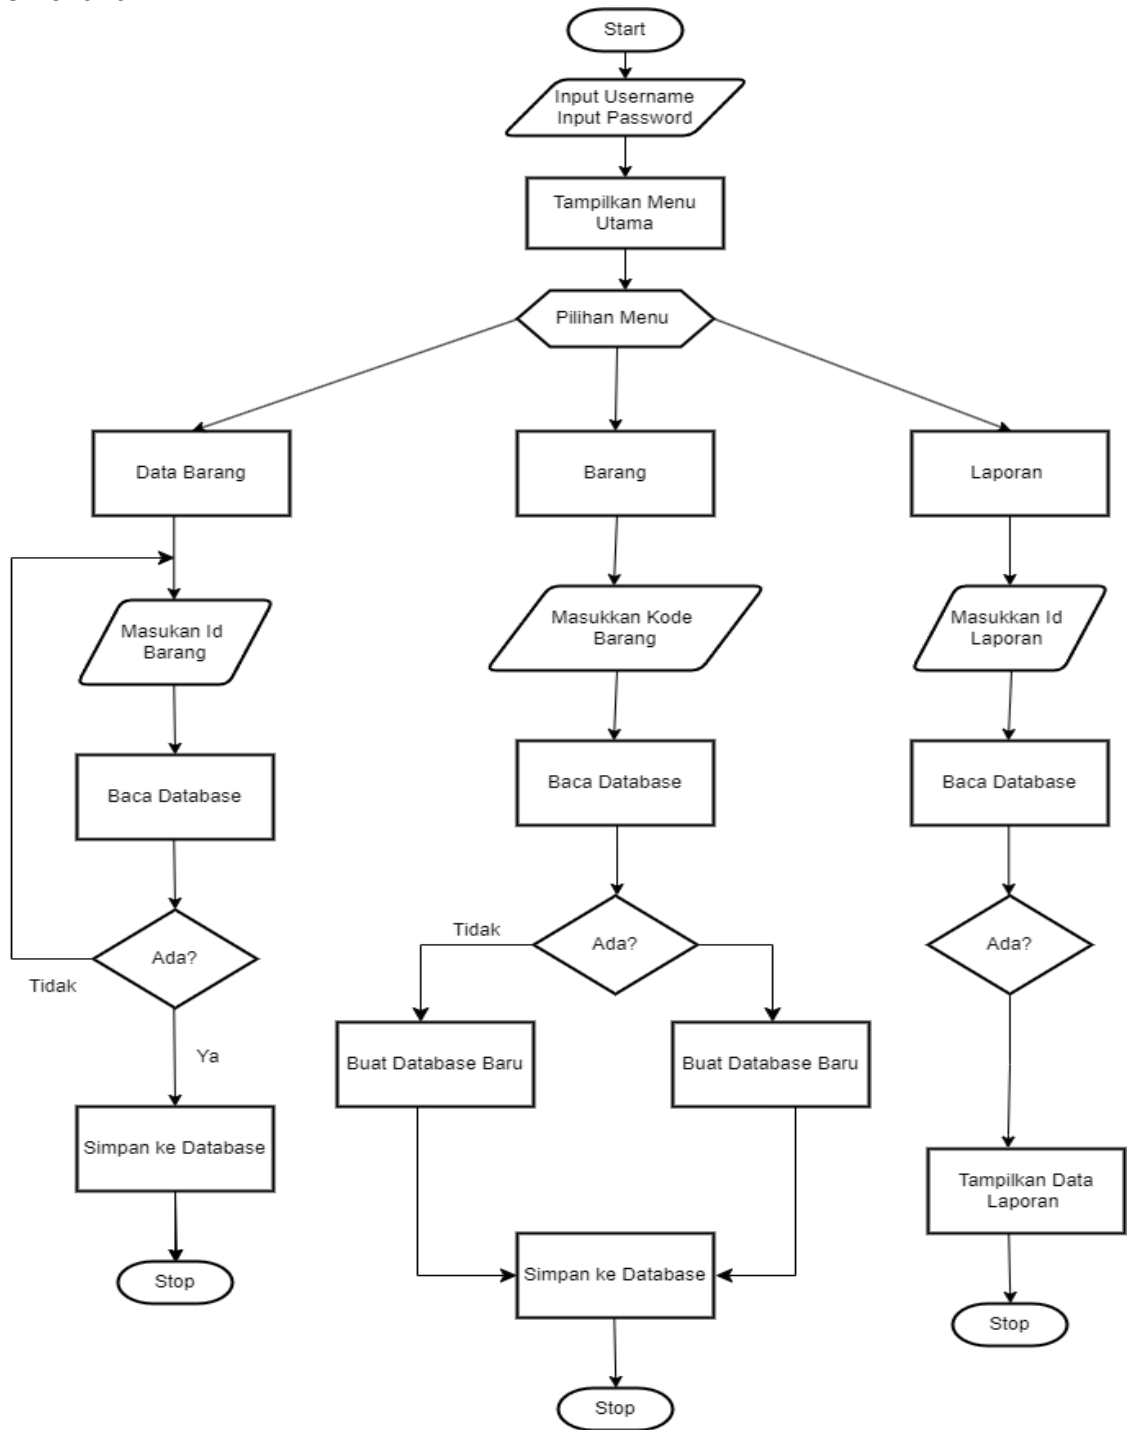 Start
Input Username
Input Password
Tampilkan Menu
Utama
Pilihan Menu
Data Barang
Barang
Laporan
Masukan Id
Barang
Masukkan Kode
Barang
Masukkan Id
Laporan
Baca Database
Baca Database
Baca Database
Ada?
Tidak
Ya
Tidak
Ada?
Ada?
Buat Database Baru
Buat Database Baru
Simpan ke Database
Stop
Simpan ke Database
Stop
Tampilkan Data
Laporan
Stop